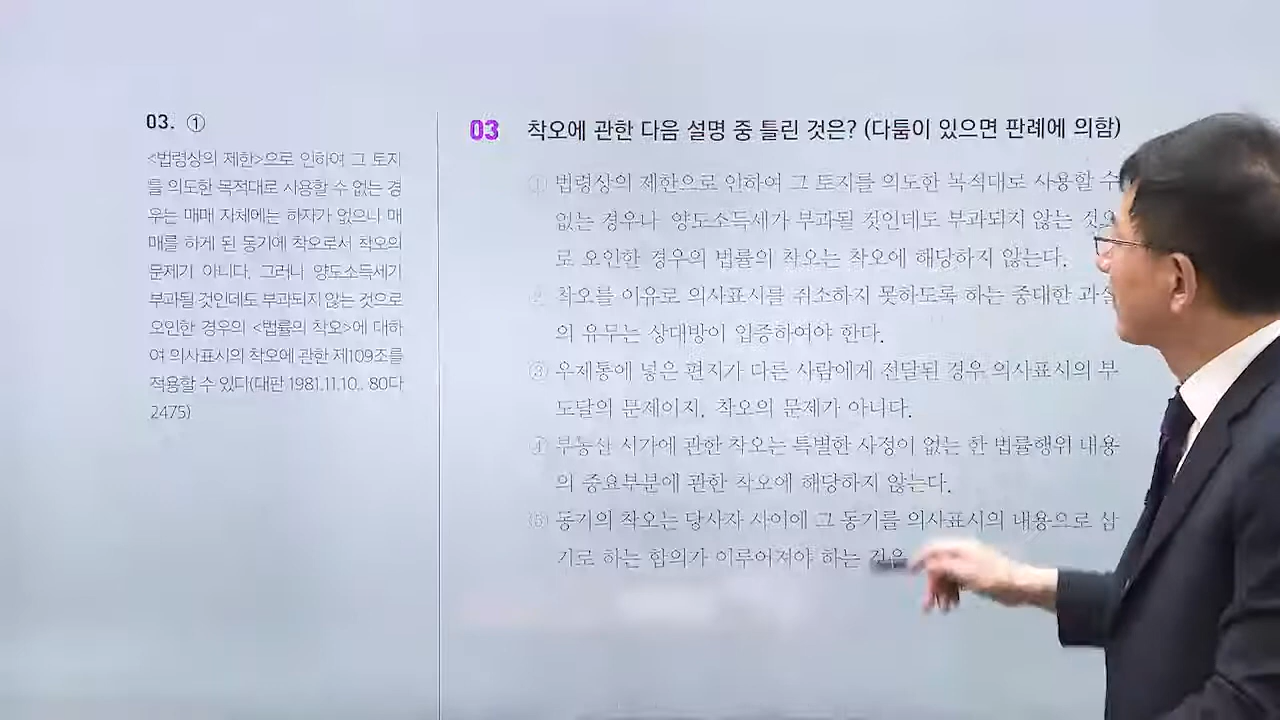 03. ①
<법령상의 제한>으로 인하여 그 토지
를 의도한 목적대로 사용할 수 없는 경
우는 매매 자체에는 하자가 없으나 매
매를 하게 된 동기에 착오로서 착오의
문제가 아니다. 그러나 양도소득세가
부과될 것인데도 부과되지 않는 것으로
오인한 경우의 <법률의 착오>에 대하
여 의사표시의 착오에 관한 제109조를
적용할 수 있다(대판 1981.11.10.. 80다
2475)
03 착오에 관한 다음 설명 중 틀린 것은? (다툼이 있으면 판례에 의함)
① 법령상의 제한으로 인하여 그 토지를 의도한 목적대로 사용할 수
없는 경우나 양도소득세가 부과될 것인데도 부과되지 않는 것으
로 오인한 경우의 법률의 착오는 착오에 해당하지 않는다.
② 착오를 이유로 의사표시를 취소하지 못하도록 하는 중대한 과실
의 유무는 상대방이 입증하여야 한다.
③ 우체통에 넣은 편지가 다른 사람에게 전달된 경우 의사표시의 부
도달의 문제이지, 착오의 문제가 아니다.
④ 부동산 시가에 관한 착오는 특별한 사정이 없는 한 법률행위 내용
의 중요부분에 관한 착오에 해당하지 않는다.
⑤ 동기의 착오는 당사자 사이에 그 동기를 의사표시의 내용으로 삼
기로 하는 합의가 이루어져야 하는 것은